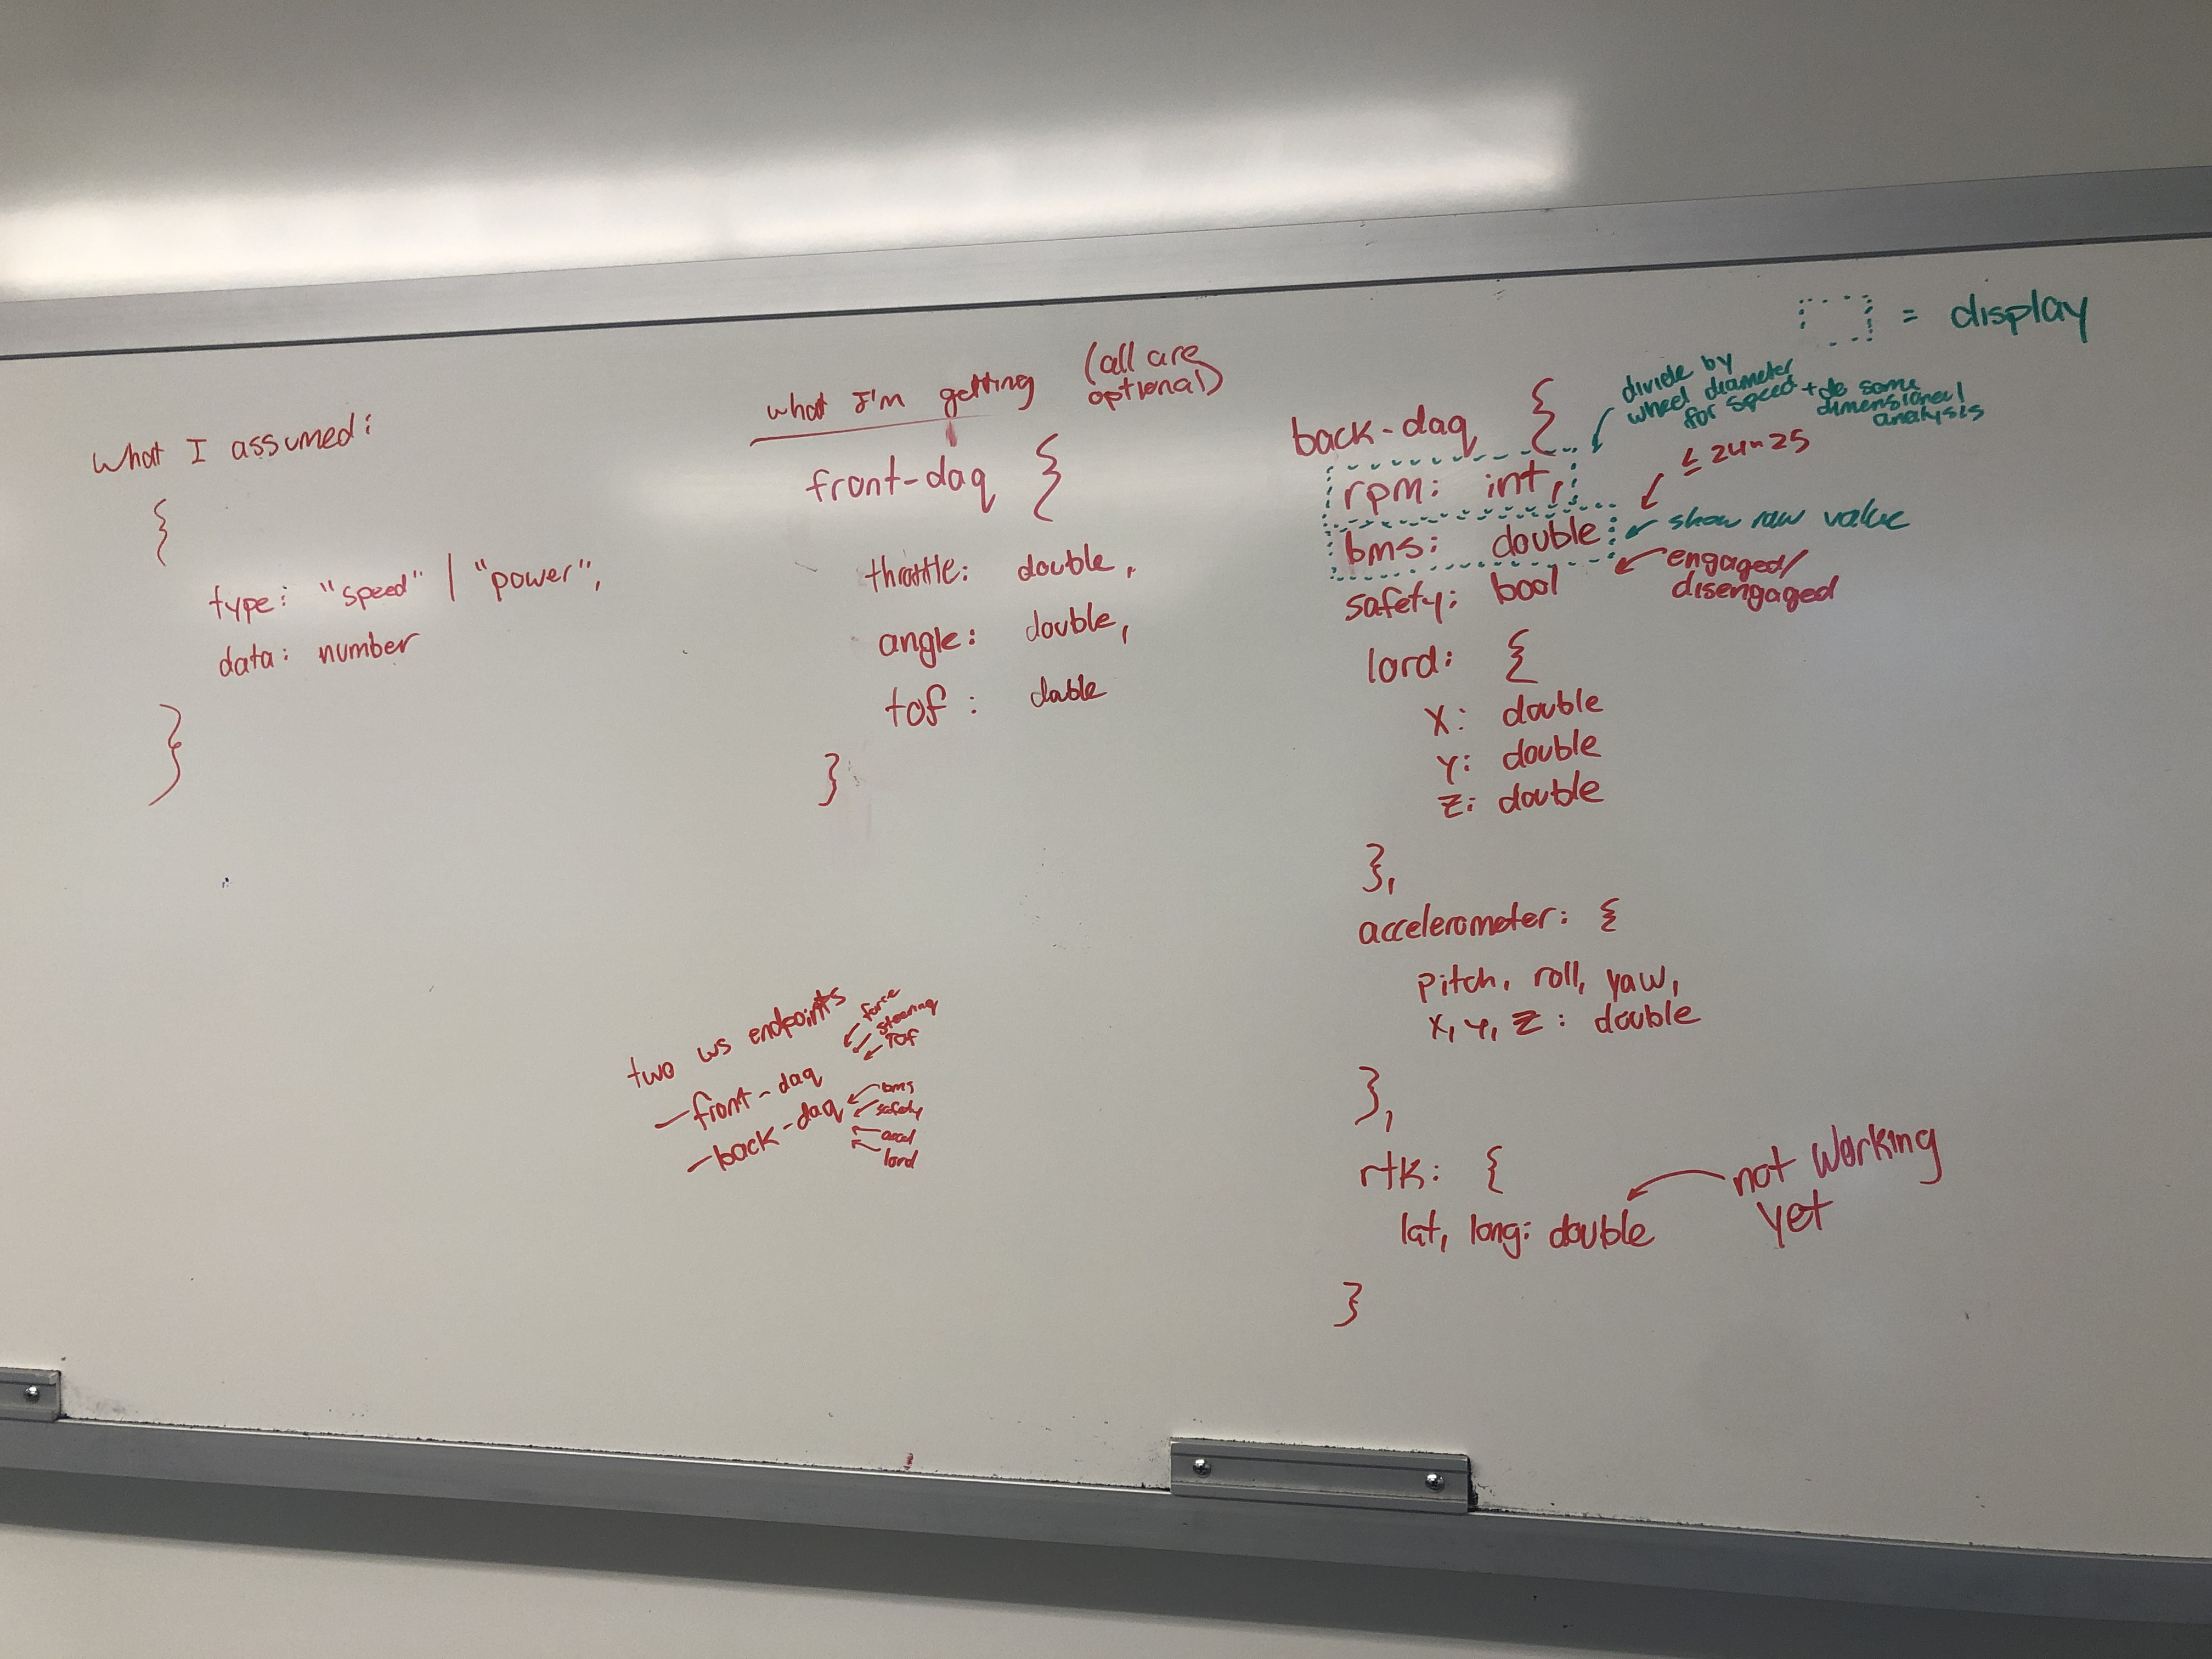 What I assumed:
{
type: "speed" | "power",
data: number
}
what I'm getting (all are optional)
front-daq {
throttle: double,
angle: double,
tof: double
}
two ws endpoints
- front-daq
force
steering
TOF
- back-daq
bms
safety
accel
lord
= display
back-daq {
divide by
wheel diameter
for speed + do some
dimensional
analysis
rpm: int,
≤ 24-25
bms: double
show raw value
safety: bool
engaged/
disengaged
lord: {
X: double
Y: double
Z: double
},
accelerometer: {
pitch, roll, yaw,
X, Y, Z: double
},
rtk: {
lat, long: double
not working
yet
}